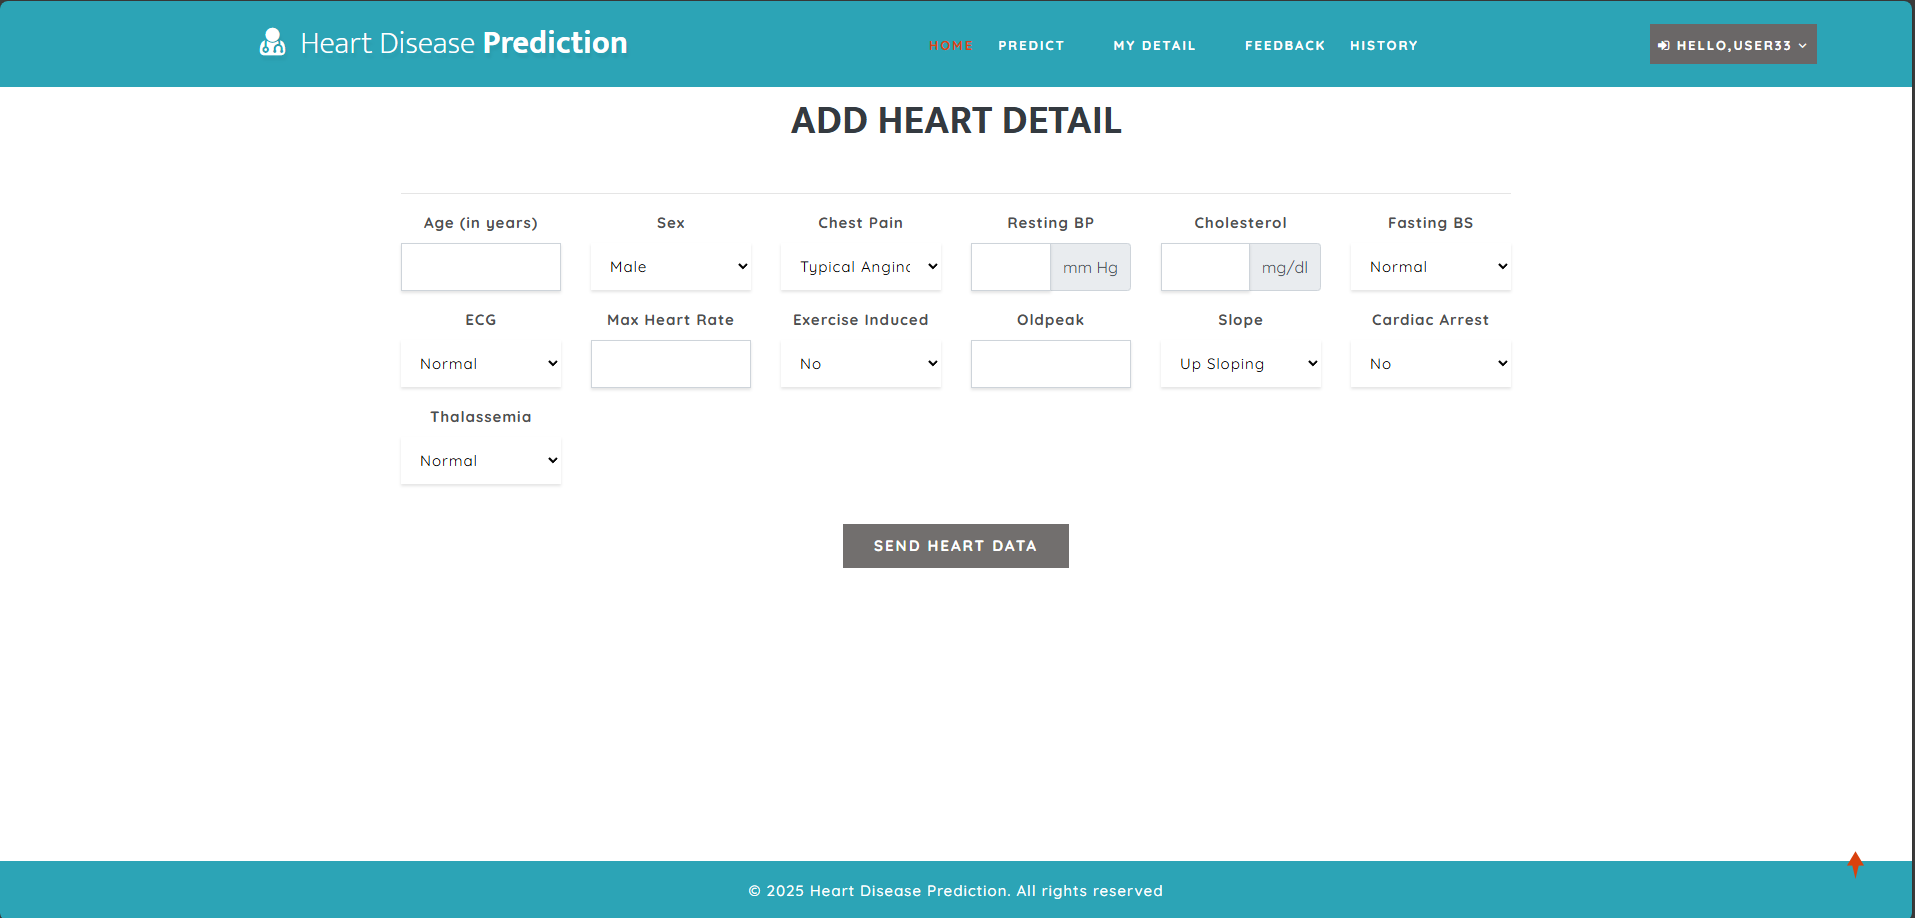 Heart Disease Prediction
HOME PREDICT MY DETAIL FEEDBACK HISTORY HELLO,USER33
ADD HEART DETAIL
Age (in years) Sex Chest Pain Resting BP Cholesterol Fasting BS
Male Typical Angina mm Hg mg/dl Normal
ECG Max Heart Rate Exercise Induced Oldpeak Slope Cardiac Arrest
Normal No Up Sloping No
Thalassemia
Normal
SEND HEART DATA
© 2025 Heart Disease Prediction. All rights reserved